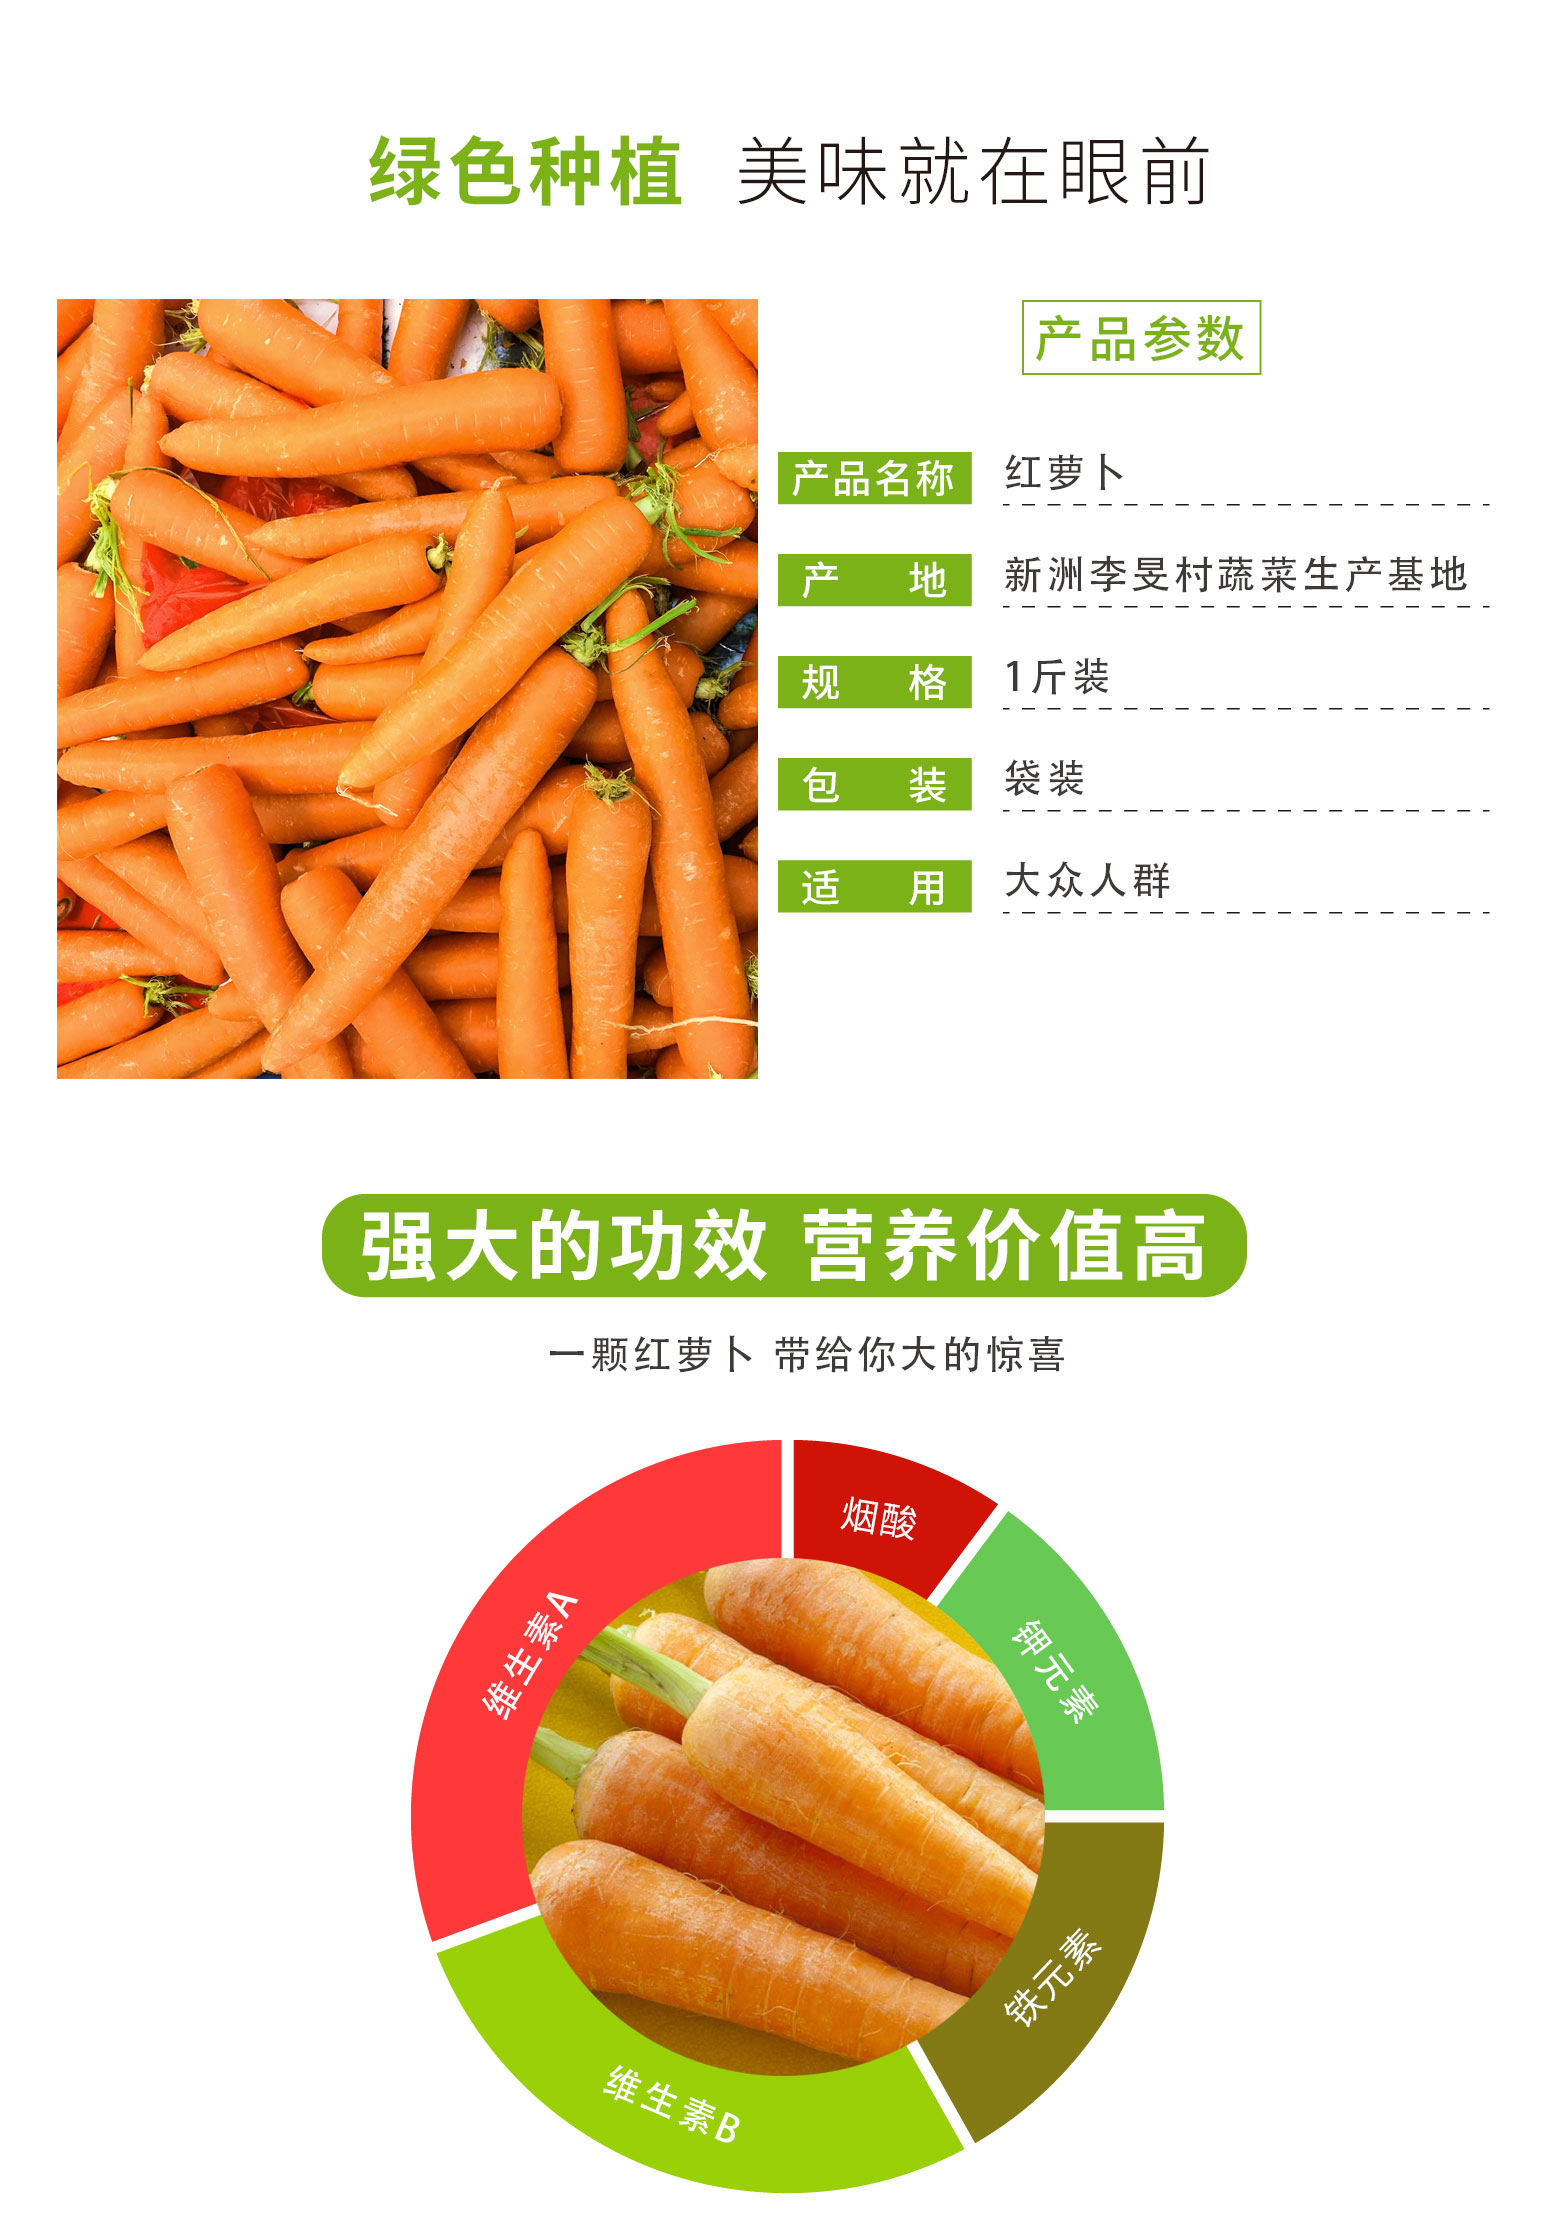 绿色种植 美味就在眼前
产品参数
产品名称 红萝卜
产地 新洲李旻村蔬菜生产基地
规格 1斤装
包装 袋装
适用 大众人群
强大的功效 营养价值高
一颗红萝卜 带给你大的惊喜
烟酸
维生素A
钾元素
铁元素
维生素B